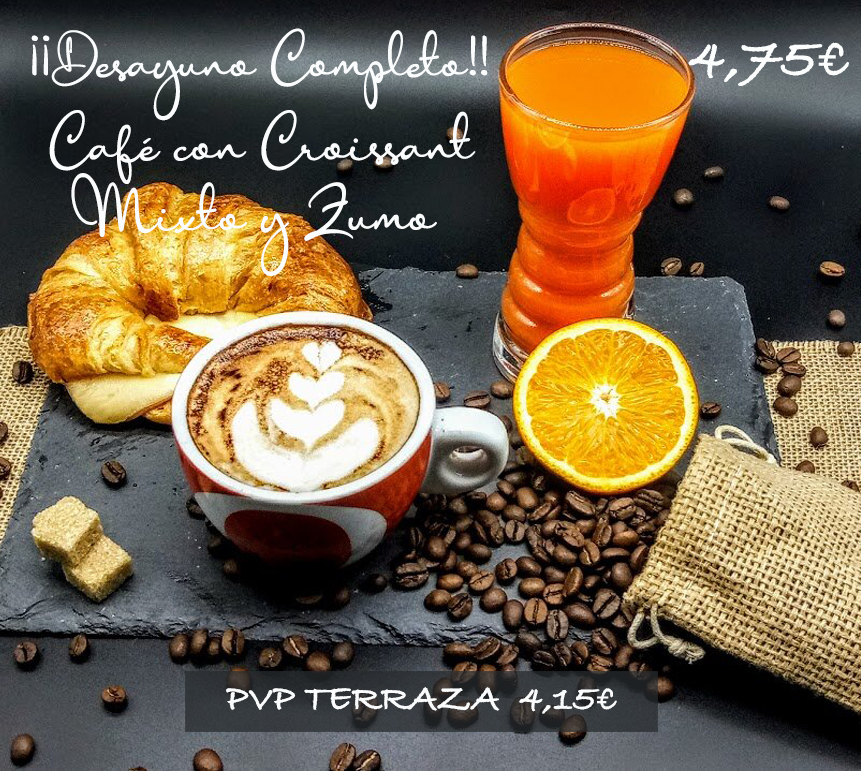 ¡¡Desayuno Completo!!
4,75€
Café con Croissant
Mixto y Zumo
PVP TERRAZA 4,15€